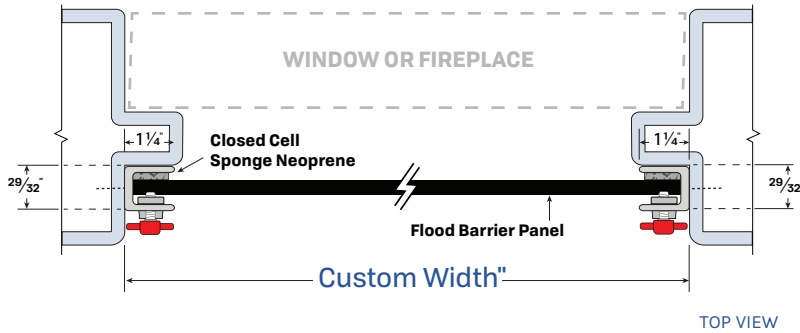 WINDOW OR FIREPLACE
1¼"
1¼"
Closed Cell
Sponge Neoprene
29/32"
29/32"
Flood Barrier Panel
Custom Width"
TOP VIEW